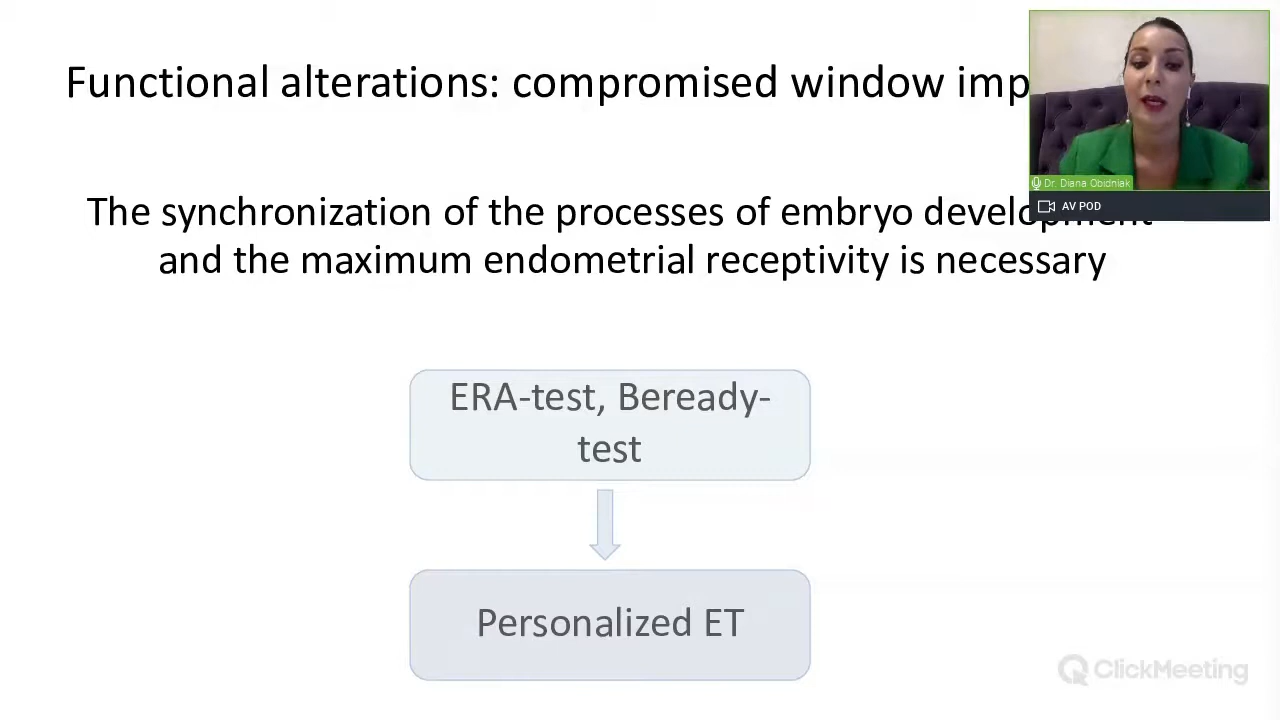 Functional alterations: compromised window
The synchronization of the processes of embryo development
and the maximum endometrial receptivity is necessary
ERA-test, Beready-
test
Personalized ET
Dr. Diana Obidniak
AV POD
ClickMeeting